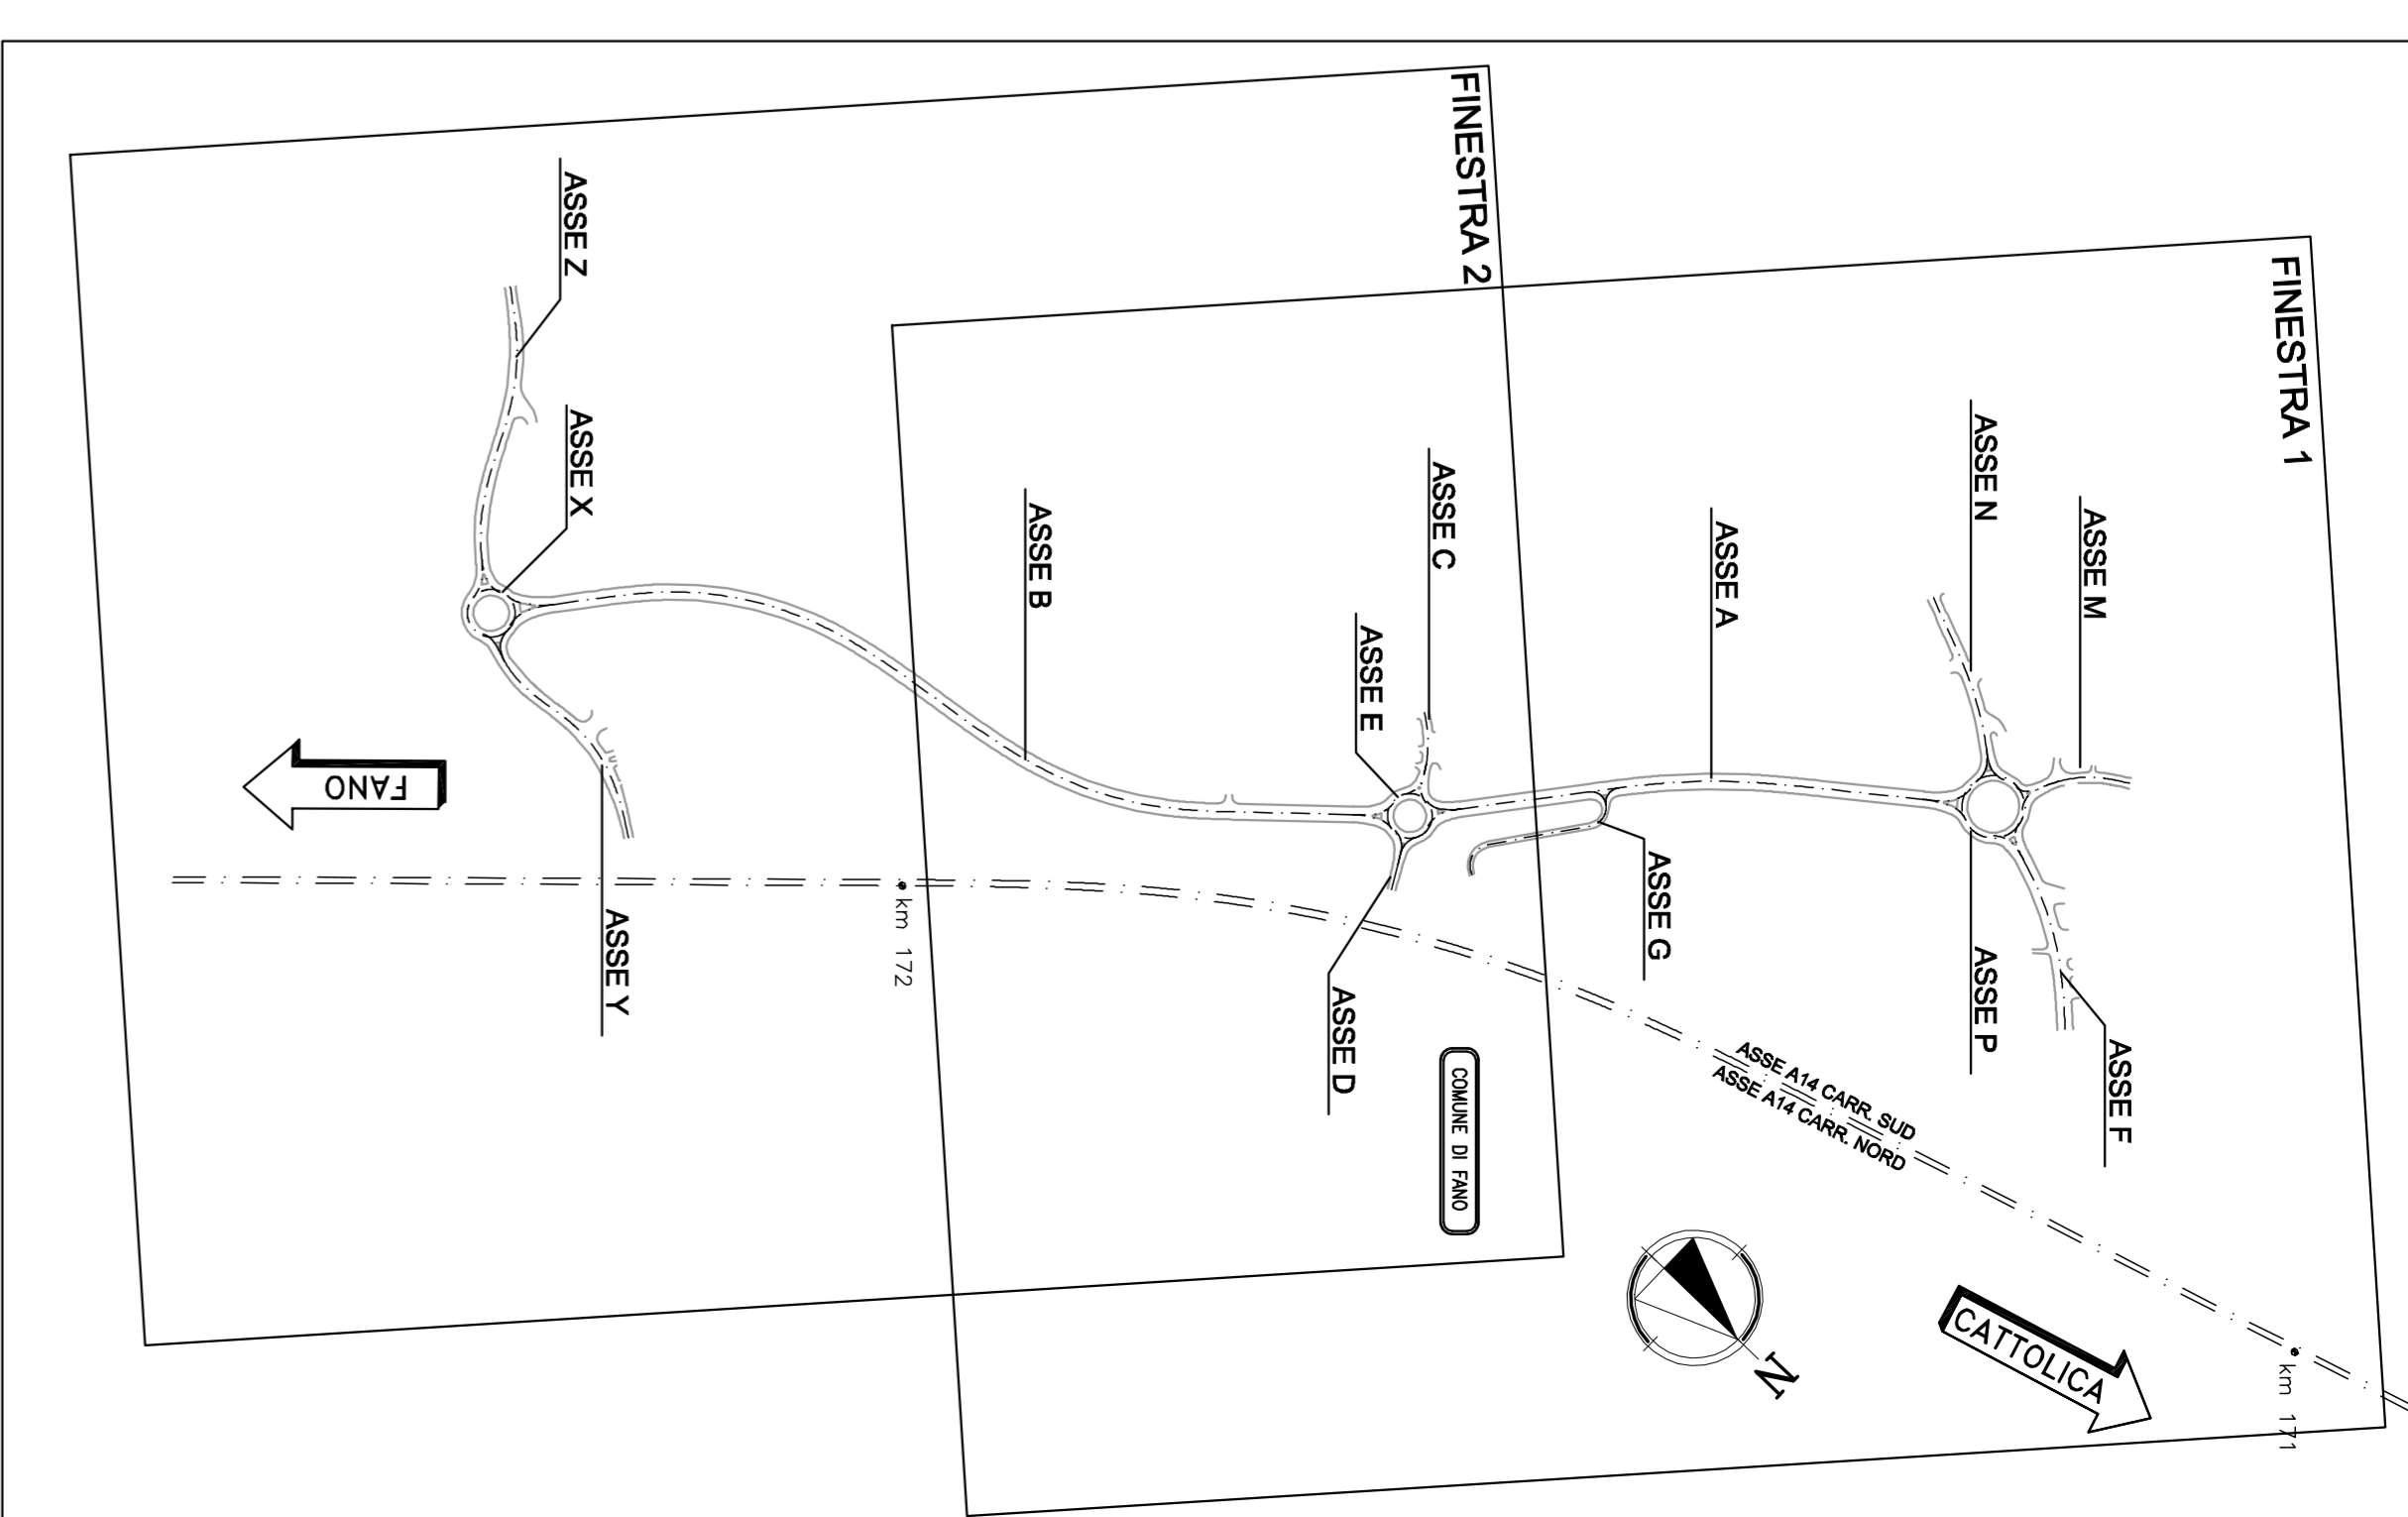 FINESTRA 2
FINESTRA 1
ASSE Z
ASSE X
ASSE B
ASSE C
ASSE E
ASSE A
ASSE N
ASSE M
FANO
ASSE Y
km 172
ASSE D
ASSE G
ASSE P
ASSE F
COMUNE DI FANO
ASSE A14 CARR. SUD
ASSE A14 CARR. NORD
N
CATTOLICA
km 171